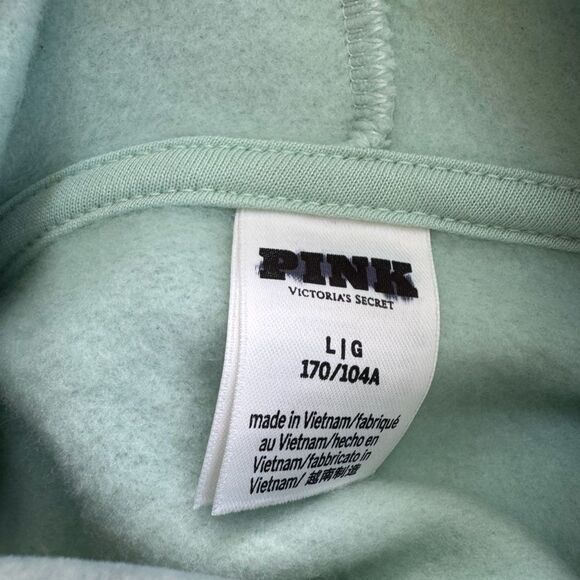 PINK
VICTORIA'S SECRET
L|G
170/104A
made in Vietnam/fabriqué
au Vietnam/hecho en
Vietnam/fabbricato in
Vietnam/ 越南制造